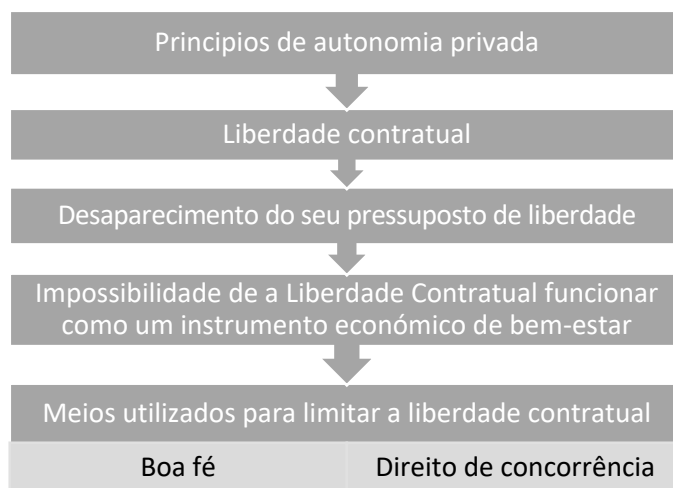 Principios de autonomia privada
Liberdade contratual
Desaparecimento do seu pressuposto de liberdade
Impossibilidade de a Liberdade Contratual funcionar
como um instrumento económico de bem-estar
Meios utilizados para limitar a liberdade contratual
Boa fé
Direito de concorrência